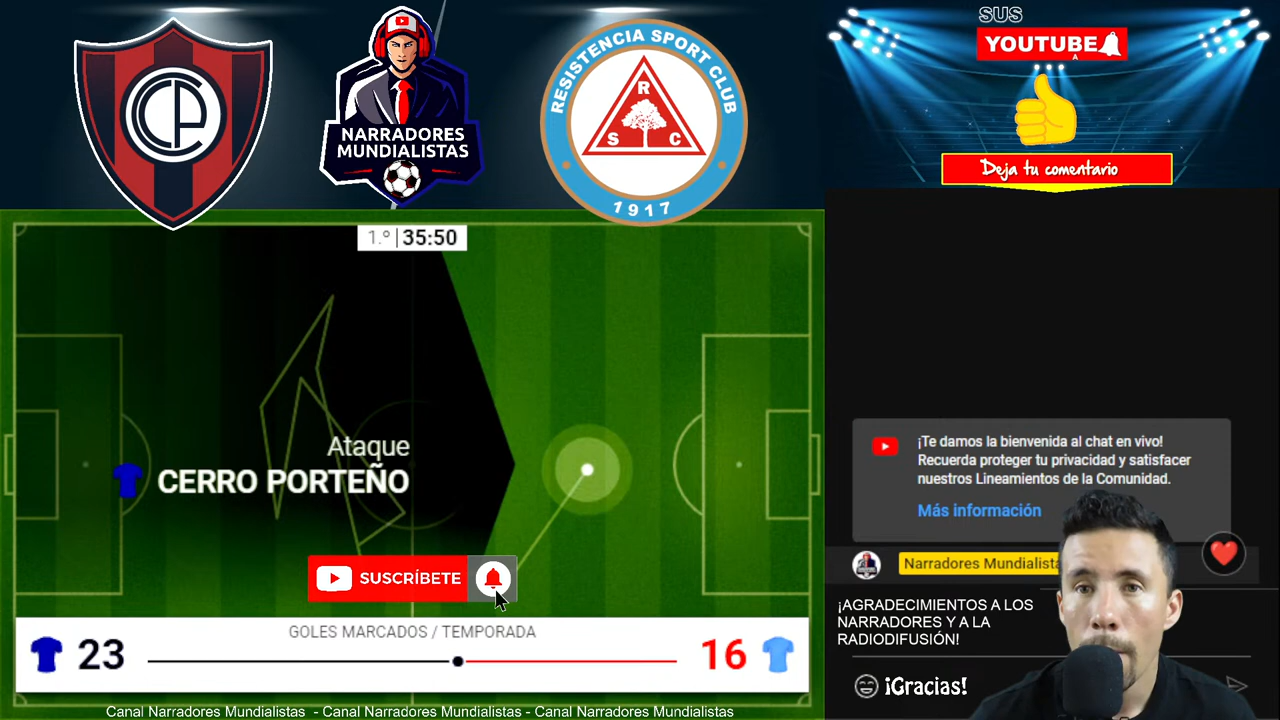 CP
NARRADORES
MUNDIALISTAS
RESISTENCIA SPORT CLUB
R
S C
1917
SUS
YOUTUBE
A
Deja tu comentario
1.º 35:50
Ataque
CERRO PORTEÑO
SUSCRÍBETE
GOLES MARCADOS / TEMPORADA
23
16
¡Te damos la bienvenida al chat en vivo!
Recuerda proteger tu privacidad y satisfacer
nuestros Lineamientos de la Comunidad.
Más información
Narradores Mundialista
¡AGRADECIMIENTOS A LOS
NARRADORES Y A LA
RADIODIFUSIÓN!
¡Gracias!
Canal Narradores Mundialistas - Canal Narradores Mundialistas - Canal Narradores Mundialistas